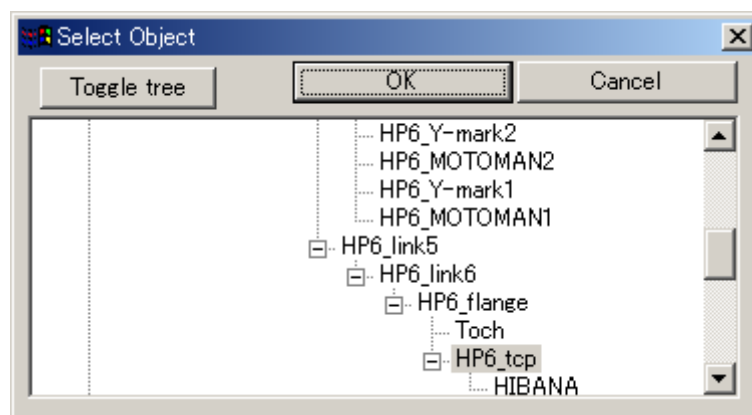 Select Object
Toggle tree OK Cancel
HP6_Y-mark2
HP6_MOTOMAN2
HP6_Y-mark1
HP6_MOTOMAN1
HP6_link5
HP6_link6
HP6_flange
Toch
HP6_tcp
HIBANA